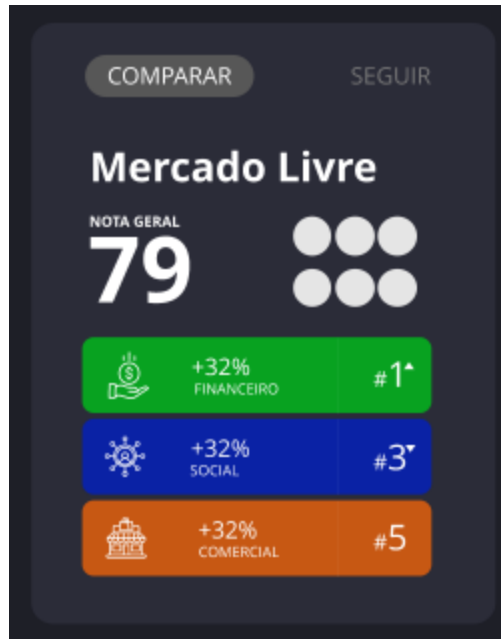 COMPARAR SEGUIR
Mercado Livre
NOTA GERAL
79
+32%
FINANCEIRO
#1
+32%
SOCIAL
#3
+32%
COMERCIAL
#5